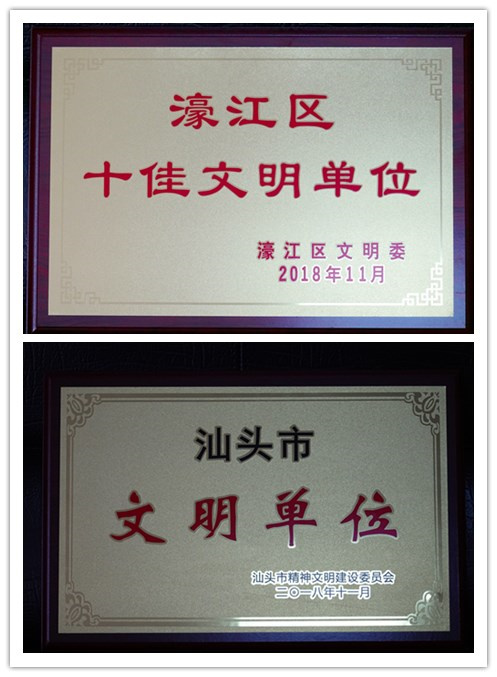 濠江区
十佳文明单位
濠江区文明委
2018年11月
汕头市
文明单位
汕头市精神文明建设委员会
二〇一八年十一月